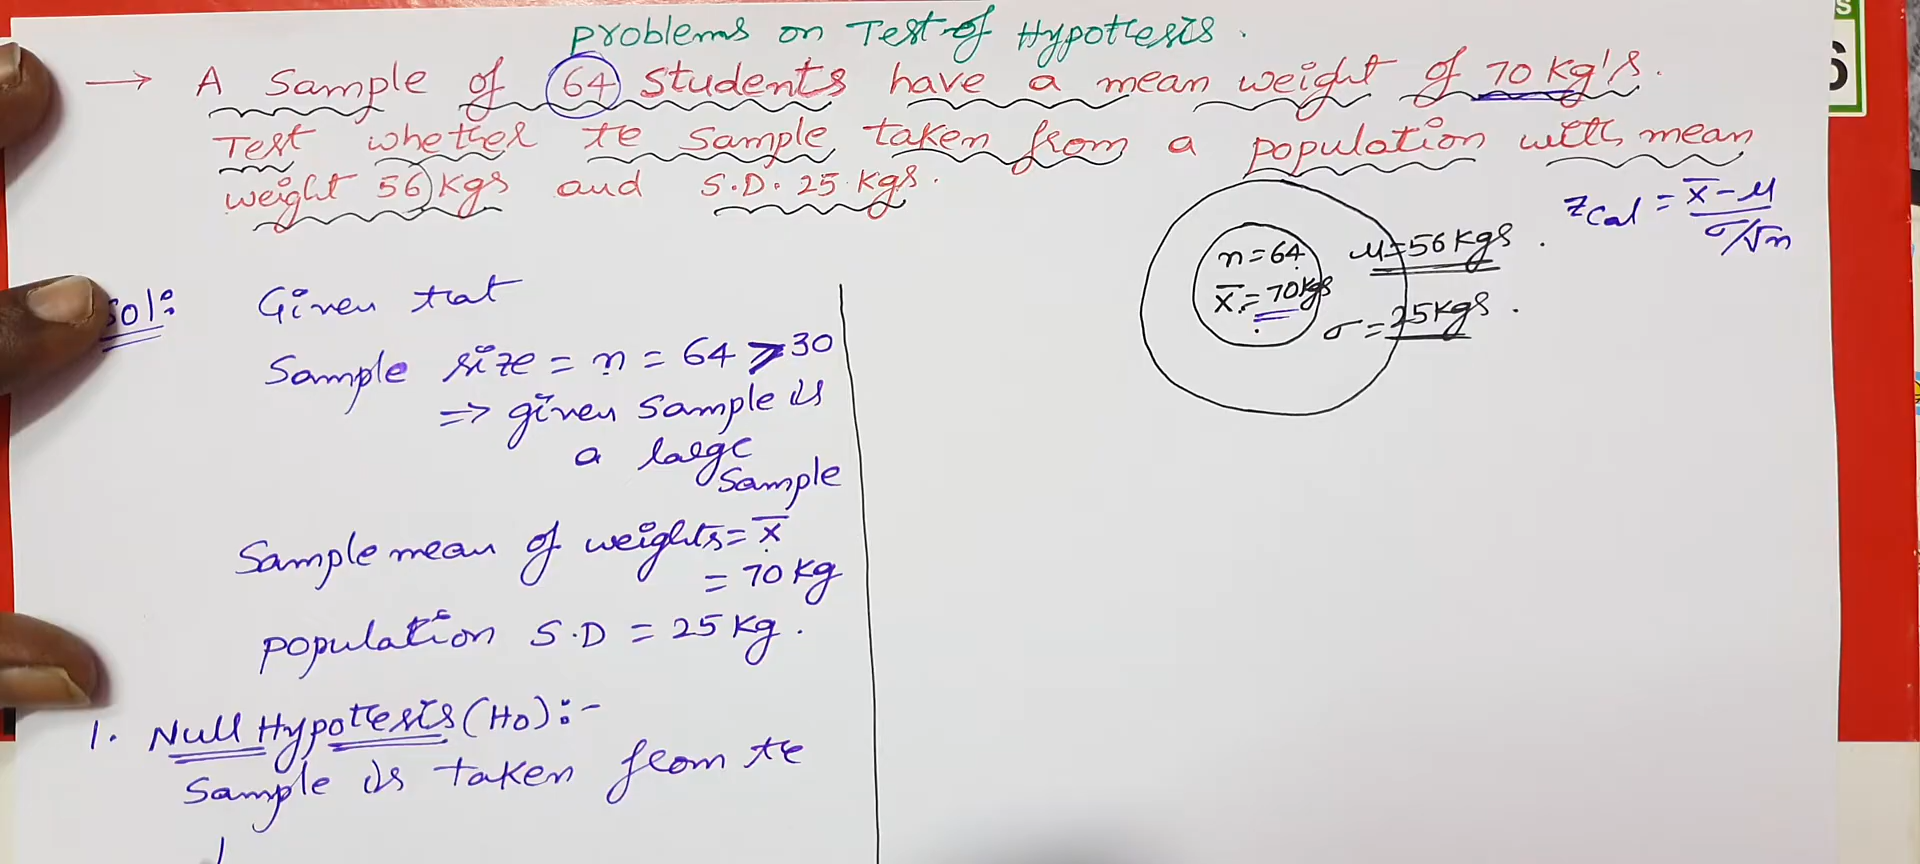 Problems on Test of Hypothesis.
→ A sample of 64 students have a mean weight of 70 Kg's.
Test whether the sample taken from a population with mean
weight 56 Kgs and S.D. 25 Kgs.
Zcal = x̄-μ / σ/√n
n=64
μ=56 Kgs.
x̄=70kgs
σ=25Kgs.
Sol: Given that
Sample size = n = 64 > 30
⇒ given sample is
a large
Sample
Sample mean of weights = x̄
= 70 Kg
population S.D = 25 Kg.
1. Null Hypothesis (H0):-
Sample is taken from the
S
6